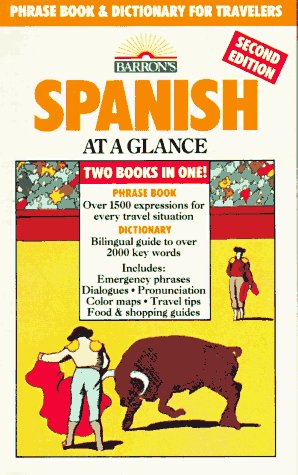 PHRASE BOOK & DICTIONARY FOR TRAVELERS
BARRON'S
SECOND
EDITION
SPANISH
AT A GLANCE
TWO BOOKS IN ONE!
PHRASE BOOK
Over 1500 expressions for
every travel situation
DICTIONARY
Bilingual guide to over
2000 key words
Includes:
Emergency phrases
Dialogues • Pronunciation
Color maps • Travel tips
Food & shopping guides